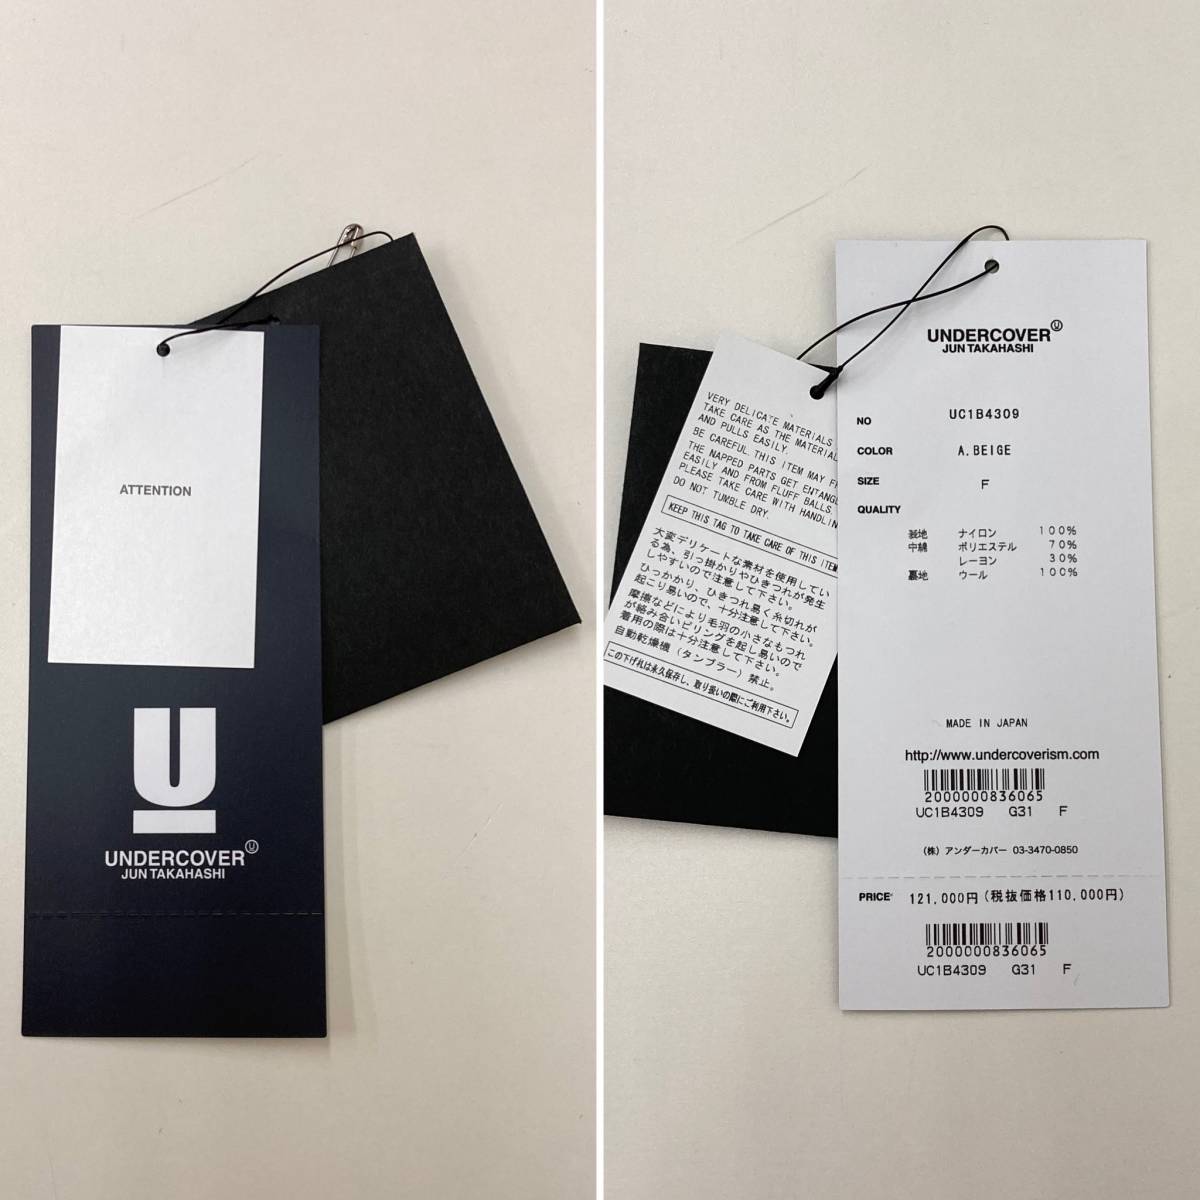 ATTENTION
U
UNDERCOVER Ⓤ
JUN TAKAHASHI
VERY DELICATE MATERIALS
TAKE CARE AS THE MATERIAL
AND PULLS EASILY.
BE CAREFUL.THIS ITEM MAY
THE NAPPED PARTS GET
EASILY AND FROM FLUFF BALLS.
PLEASE TAKE CARE WITH
DO NOT TUMBLE DRY.
KEEP THIS TAG TO TAKE CARE OF THIS ITEM
大変デリケートな素材を使用してい
る為、引っ掛かりやひきつれが発生
しやすいので注意して下さい。
ひっかかり、ひきつれ易く糸切れが
起こり易いので、十分注意して下さい。
摩擦などにより毛羽の小さなもつれ
が絡み合いピリングを起し易いので
着用の際は十分注意して下さい。
自動乾燥機(タンブラー)禁止。
この下げ札は永久保存し、取り扱いの際にご利用下さい。
UNDERCOVER Ⓤ
JUN TAKAHASHI
NO UC1B4309
COLOR A.BEIGE
SIZE F
QUALITY
表地 ナイロン 100%
中綿 ポリエステル 70%
レーヨン 30%
裏地 ウール 100%
MADE IN JAPAN
http://www.undercoverism.com
2000000836065
UC1B4309 G31 F
(株) アンダーカバー 03-3470-0850
PRICE 121,000円(税抜価格110,000円)
2000000836065
UC1B4309 G31 F